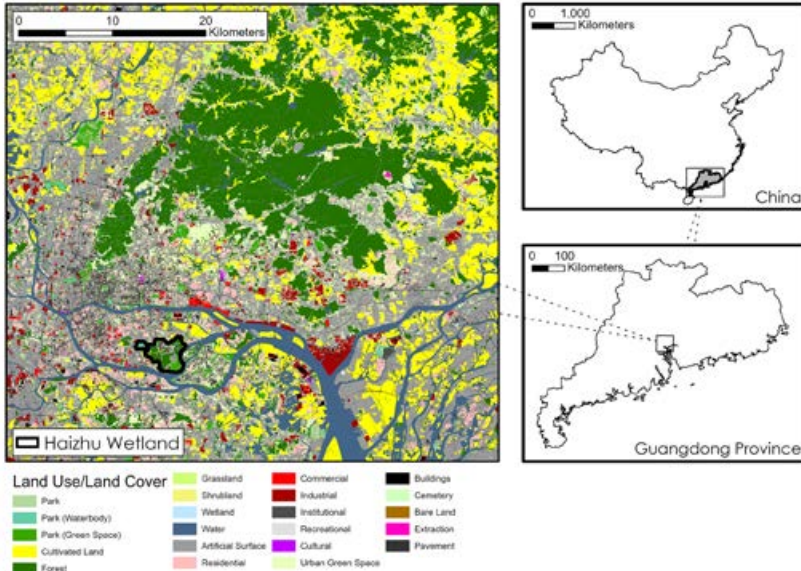 0 10 20
Kilometers
Haizhu Wetland
0 1,000
Kilometers
China
0 100
Kilometers
Guangdong Province
Land Use/Land Cover
Park
Park (Waterbody)
Park (Green Space)
Cultivated Land
Forest
Grassland
Shrubland
Wetland
Water
Artificial Surface
Residential
Commercial
Industrial
Institutional
Recreational
Cultural
Urban Green Space
Buildings
Cemetery
Bare Land
Extraction
Pavement